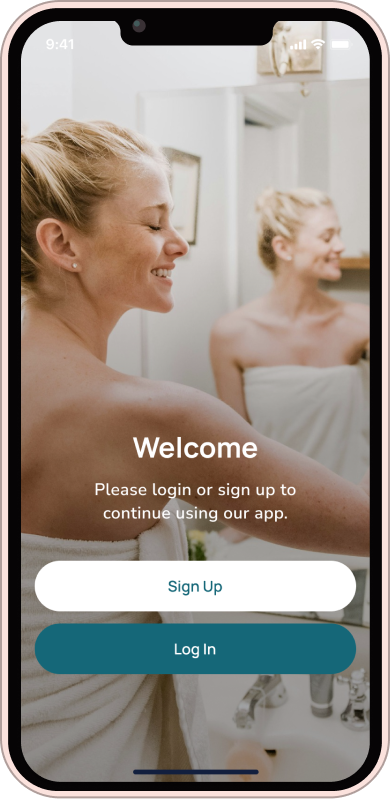 9:41
Welcome
Please login or sign up to
continue using our app.
Sign Up
Log In